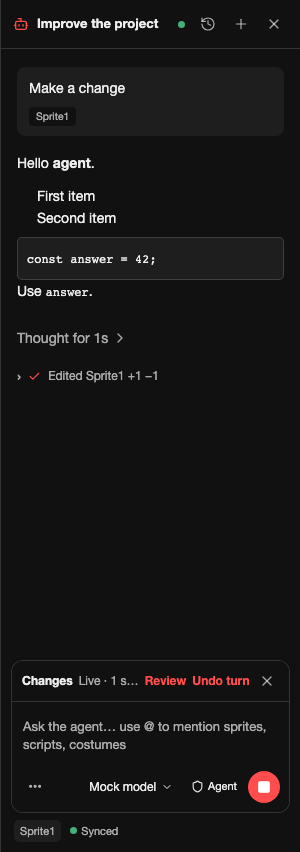 Improve the project
Make a change
Sprite1
Hello agent.
First item
Second item
const answer = 42;
Use answer.
Thought for 1s
Edited Sprite1 +1 −1
Changes Live · 1 s… Review Undo turn
Ask the agent… use @ to mention sprites,
scripts, costumes
Mock model Agent
Sprite1 Synced